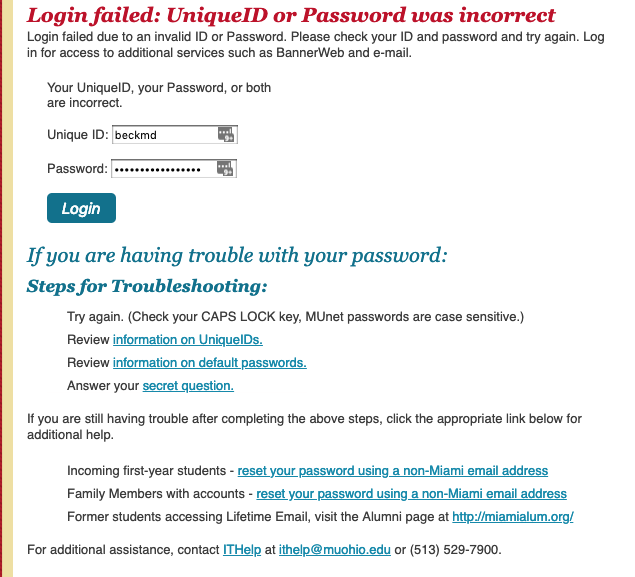 Login failed: UniqueID or Password was incorrect
Login failed due to an invalid ID or Password. Please check your ID and password and try again. Log
in for access to additional services such as BannerWeb and e-mail.
Your UniqueID, your Password, or both
are incorrect.
Unique ID: beckmd
Password: •••••••••••••••••
Login
If you are having trouble with your password:
Steps for Troubleshooting:
Try again. (Check your CAPS LOCK key, MUnet passwords are case sensitive.)
Review information on UniqueIDs.
Review information on default passwords.
Answer your secret question.
If you are still having trouble after completing the above steps, click the appropriate link below for
additional help.
Incoming first-year students - reset your password using a non-Miami email address
Family Members with accounts - reset your password using a non-Miami email address
Former students accessing Lifetime Email, visit the Alumni page at http://miamialum.org/
For additional assistance, contact ITHelp at ithelp@muohio.edu or (513) 529-7900.